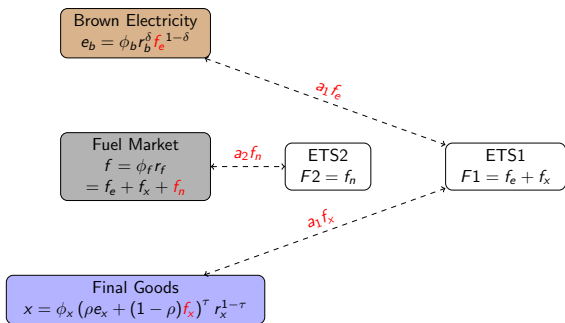 Brown Electricity
e_b = ϕ_b r_b^δ f_e^{1−δ}
a_1 f_e
Fuel Market
f = ϕ_f r_f
= f_e + f_x + f_n
a_2 f_n
ETS2
F2 = f_n
ETS1
F1 = f_e + f_x
a_1 f_x
Final Goods
x = ϕ_x (ρe_x + (1 − ρ)f_x)^τ r_x^{1−τ}